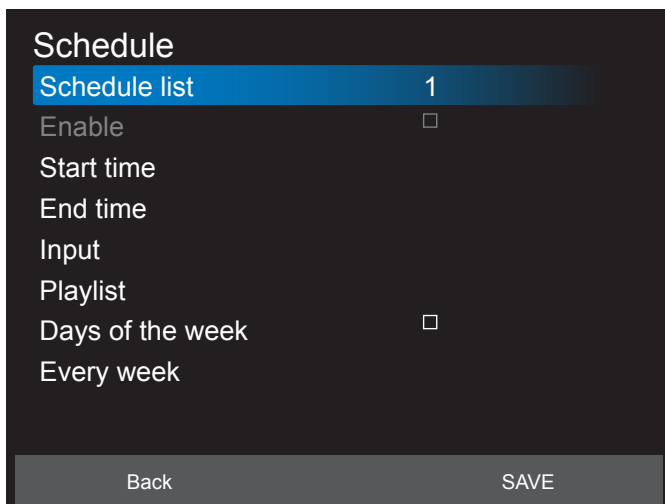 Schedule
Schedule list 1
Enable
Start time
End time
Input
Playlist
Days of the week
Every week
Back SAVE